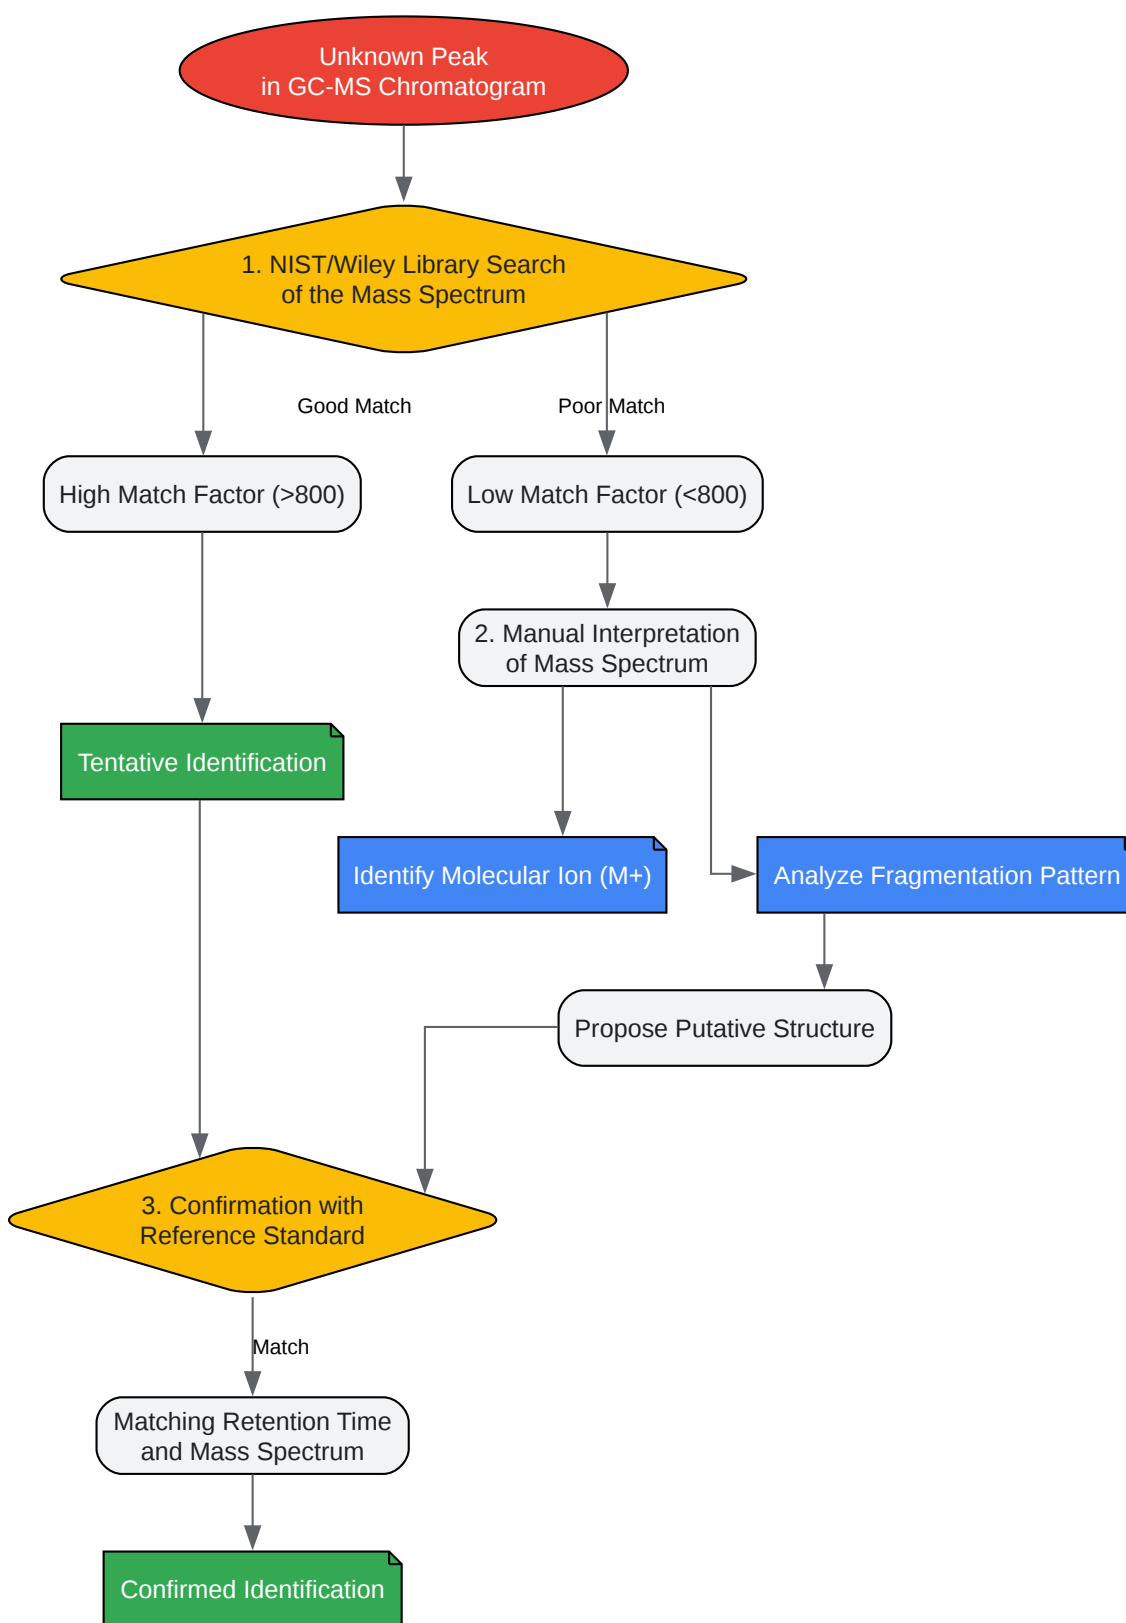 Unknown Peak
in GC-MS Chromatogram
1. NIST/Wiley Library Search
of the Mass Spectrum
Good Match
Poor Match
High Match Factor (>800)
Low Match Factor (<800)
2. Manual Interpretation
of Mass Spectrum
Tentative Identification
Identify Molecular Ion (M+)
Analyze Fragmentation Pattern
Propose Putative Structure
3. Confirmation with
Reference Standard
Match
Matching Retention Time
and Mass Spectrum
Confirmed Identification